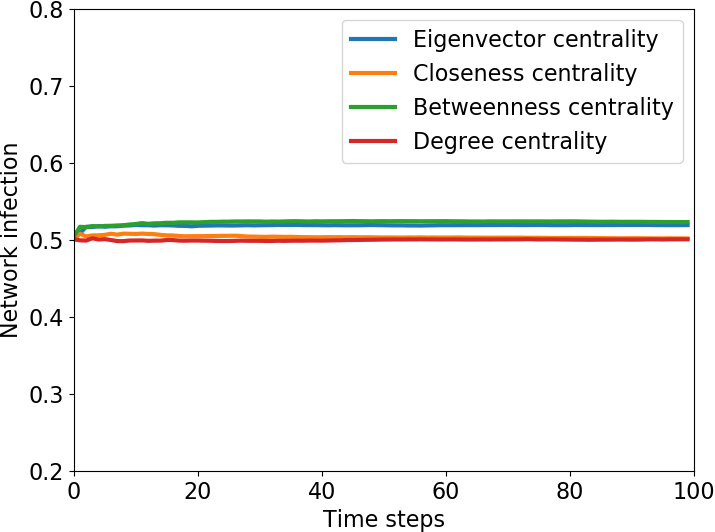 0.8
0.7
0.6
0.5
0.4
0.3
0.2
Network infection
Eigenvector centrality
Closeness centrality
Betweenness centrality
Degree centrality
0 20 40 60 80 100
Time steps